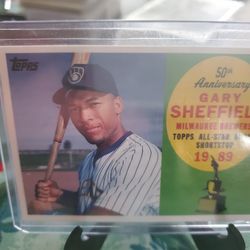 Topps
50th
Anniversary
GARY
SHEFFIELD
MILWAUKEE BREWERS
TOPPS ALL-STAR
SHORTSTOP
1989